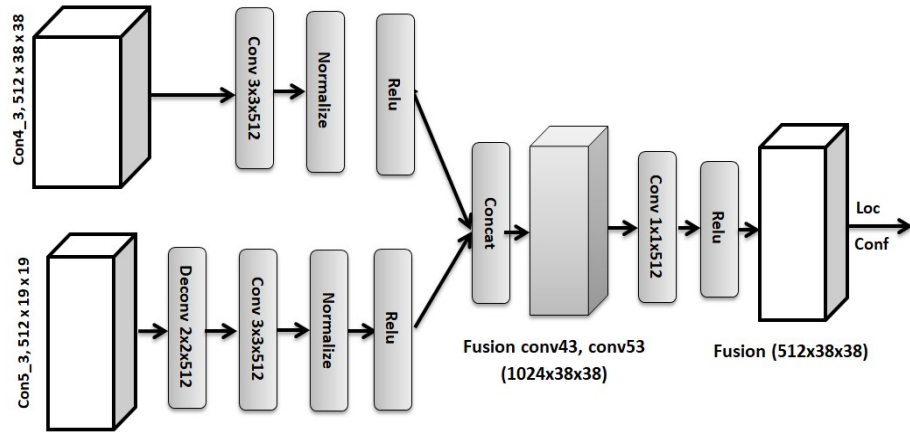 Con4_3, 512 x 38 x 38
Conv 3x3x512
Normalize
Relu
Con5_3, 512 x19 x 19
Deconv 2x2x512
Conv 3x3x512
Normalize
Relu
Concat
Fusion conv43, conv53
(1024x38x38)
Conv 1x1x512
Relu
Fusion (512x38x38)
Loc
Conf